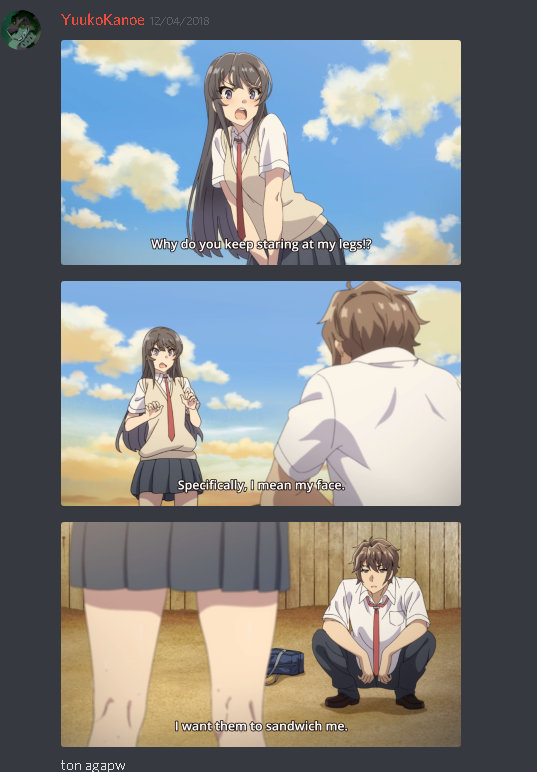 YuukoKanoe 12/04/2018
Why do you keep staring at my legs!?
Specifically, I mean my face.
I want them to sandwich me.
ton agapw